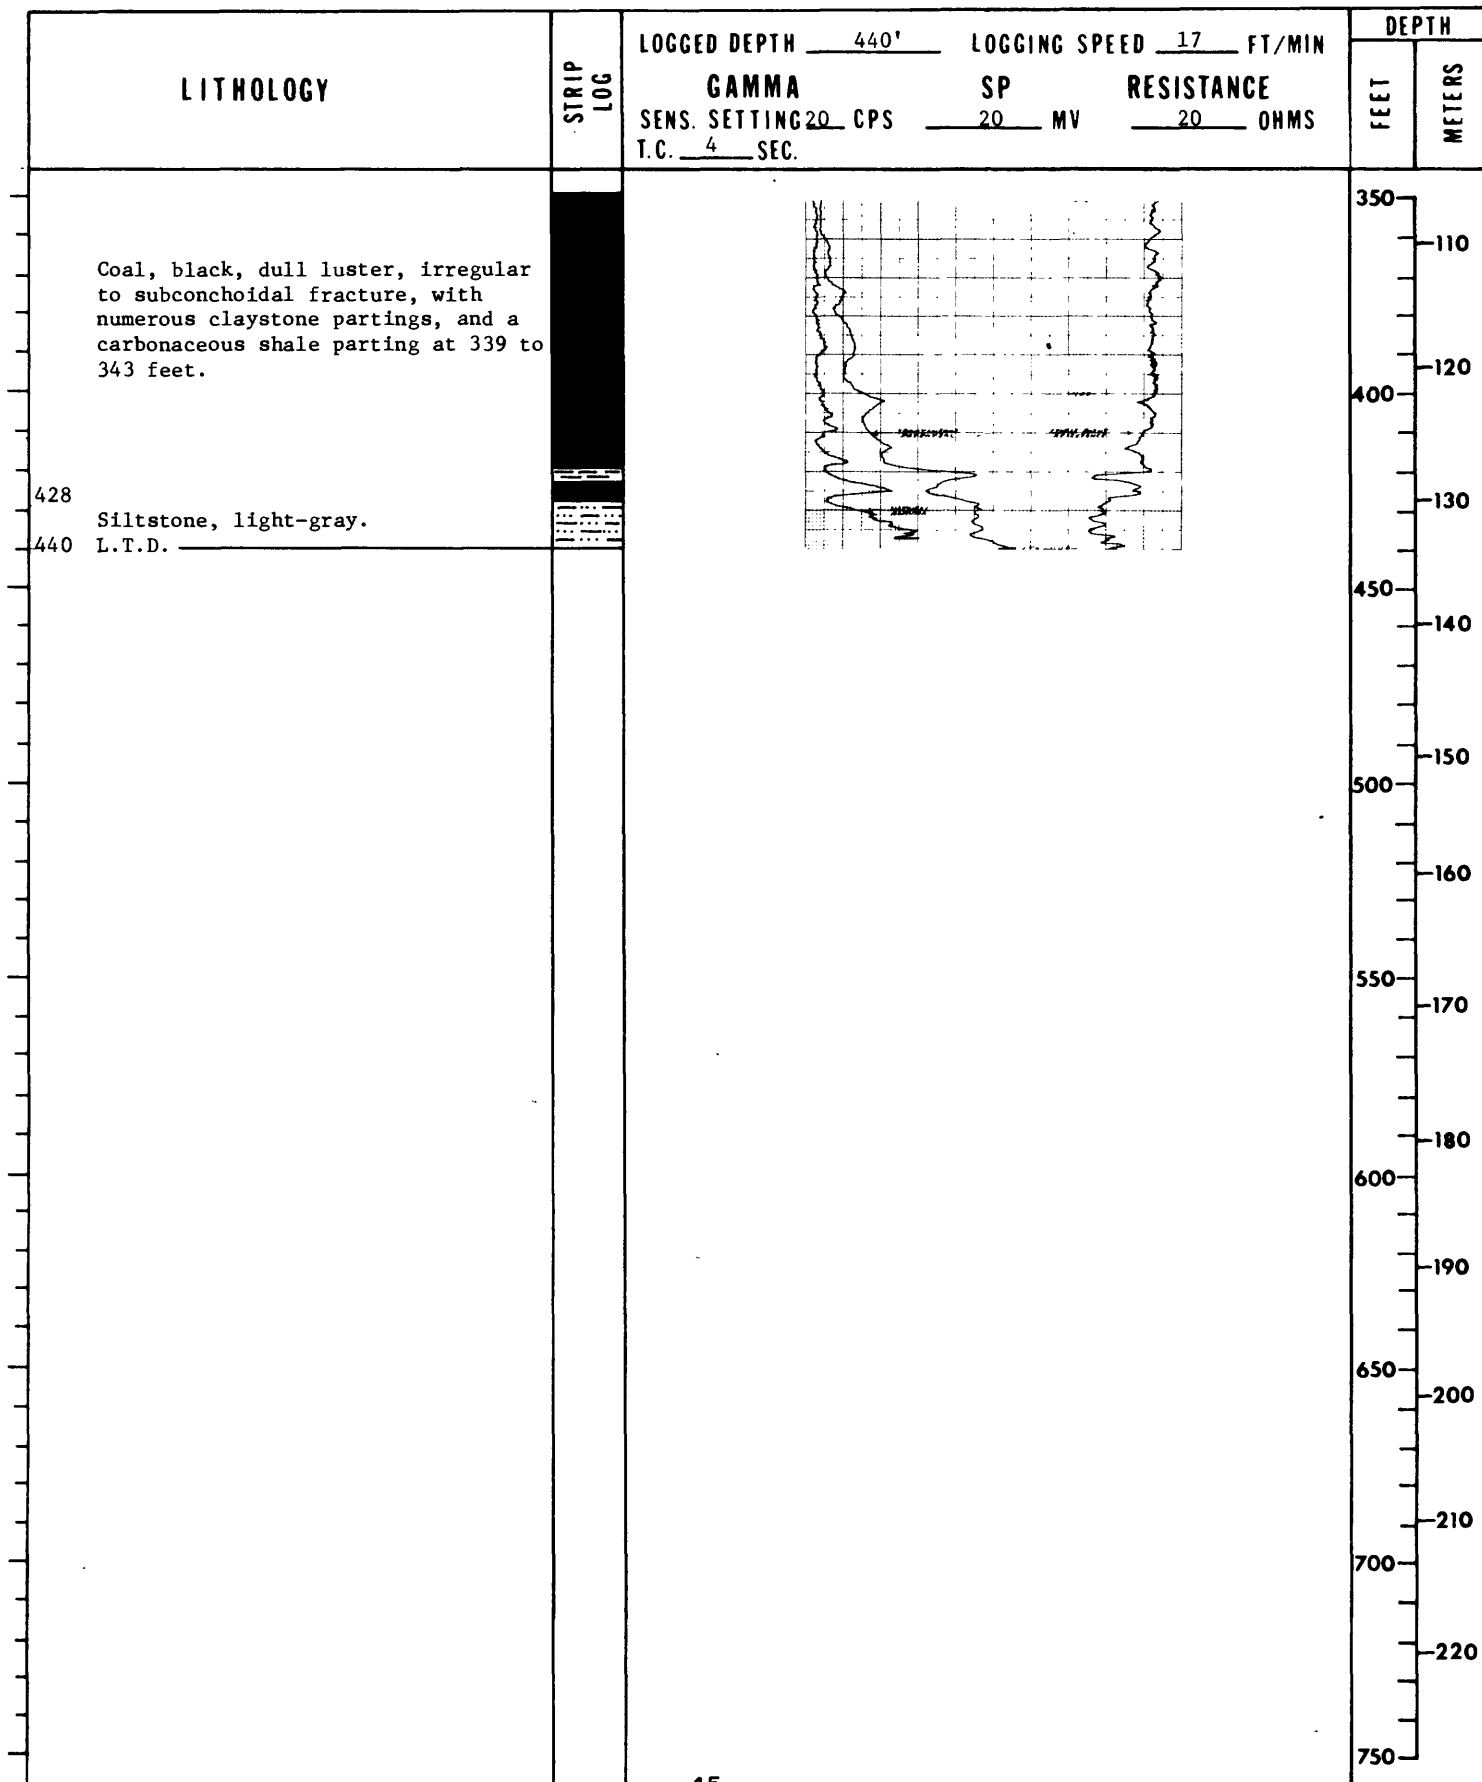 LITHOLOGY
STRIP LOG
LOGGED DEPTH 440' LOGGING SPEED 17 FT/MIN
GAMMA SP RESISTANCE
SENS. SETTING 20 CPS 20 MV 20 OHMS
T.C. 4 SEC.
DEPTH
FEET
METERS
350
110
Coal, black, dull luster, irregular
to subconchoidal fracture, with
numerous claystone partings, and a
carbonaceous shale parting at 339 to
343 feet.
120
400
428
130
Siltstone, light-gray.
440 L.T.D.
450
140
150
500
160
550
170
180
600
190
650
200
210
700
220
750